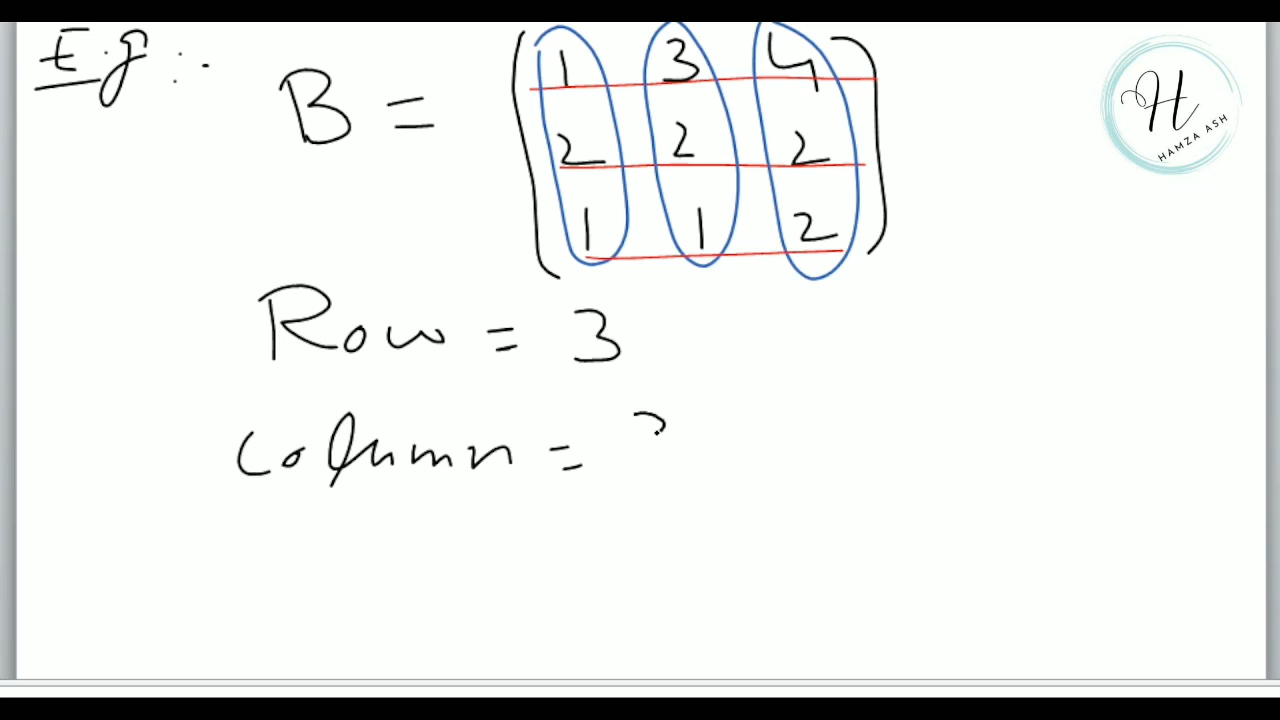 E.g :-
B = ( 1 3 4
2 2 2
1 1 2 )
Row = 3
Column =
H
HAMZA ASH